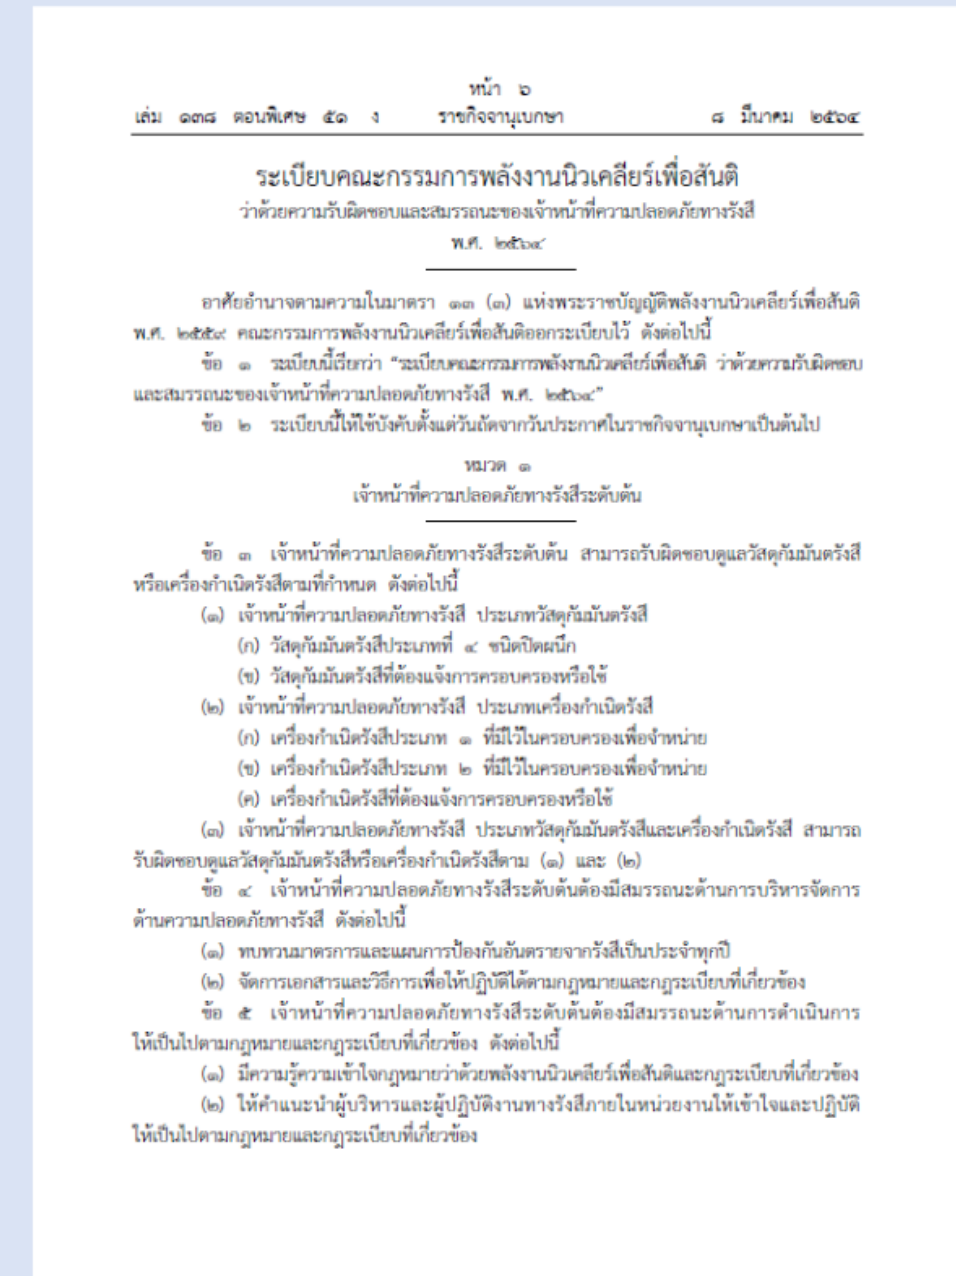 หน้า ๖
เล่ม ๑๓๘ ตอนพิเศษ ๕๑ ง ราชกิจจานุเบกษา ๘ มีนาคม ๒๕๖๔
ระเบียบคณะกรรมการพลังงานนิวเคลียร์เพื่อสันติ
ว่าด้วยความรับผิดชอบและสมรรถนะของเจ้าหน้าที่ความปลอดภัยทางรังสี
พ.ศ. ๒๕๖๔
อาศัยอำนาจตามความในมาตรา ๑๓ (๓) แห่งพระราชบัญญัติพลังงานนิวเคลียร์เพื่อสันติ
พ.ศ. ๒๕๕๙ คณะกรรมการพลังงานนิวเคลียร์เพื่อสันติออกระเบียบไว้ ดังต่อไปนี้
ข้อ ๑ ระเบียบนี้เรียกว่า “ระเบียบคณะกรรมการพลังงานนิวเคลียร์เพื่อสันติ ว่าด้วยความรับผิดชอบ
และสมรรถนะของเจ้าหน้าที่ความปลอดภัยทางรังสี พ.ศ. ๒๕๖๔”
ข้อ ๒ ระเบียบนี้ให้ใช้บังคับตั้งแต่วันถัดจากวันประกาศในราชกิจจานุเบกษาเป็นต้นไป
หมวด ๑
เจ้าหน้าที่ความปลอดภัยทางรังสีระดับต้น
ข้อ ๓ เจ้าหน้าที่ความปลอดภัยทางรังสีระดับต้น สามารถรับผิดชอบดูแลวัสดุกัมมันตรังสี
หรือเครื่องกำเนิดรังสีตามที่กำหนด ดังต่อไปนี้
(๑) เจ้าหน้าที่ความปลอดภัยทางรังสี ประเภทวัสดุกัมมันตรังสี
(ก) วัสดุกัมมันตรังสีประเภทที่ ๔ ชนิดปิดผนึก
(ข) วัสดุกัมมันตรังสีที่ต้องแจ้งการครอบครองหรือใช้
(๒) เจ้าหน้าที่ความปลอดภัยทางรังสี ประเภทเครื่องกำเนิดรังสี
(ก) เครื่องกำเนิดรังสีประเภท ๑ ที่มีไว้ในครอบครองเพื่อจำหน่าย
(ข) เครื่องกำเนิดรังสีประเภท ๒ ที่มีไว้ในครอบครองเพื่อจำหน่าย
(ค) เครื่องกำเนิดรังสีที่ต้องแจ้งการครอบครองหรือใช้
(๓) เจ้าหน้าที่ความปลอดภัยทางรังสี ประเภทวัสดุกัมมันตรังสีและเครื่องกำเนิดรังสี สามารถ
รับผิดชอบดูแลวัสดุกัมมันตรังสีหรือเครื่องกำเนิดรังสีตาม (๑) และ (๒)
ข้อ ๔ เจ้าหน้าที่ความปลอดภัยทางรังสีระดับต้นต้องมีสมรรถนะด้านการบริหารจัดการ
ด้านความปลอดภัยทางรังสี ดังต่อไปนี้
(๑) ทบทวนมาตรการและแผนการป้องกันอันตรายจากรังสีเป็นประจำทุกปี
(๒) จัดการเอกสารและวิธีการเพื่อให้ปฏิบัติได้ตามกฎหมายและกฎระเบียบที่เกี่ยวข้อง
ข้อ ๕ เจ้าหน้าที่ความปลอดภัยทางรังสีระดับต้นต้องมีสมรรถนะด้านการดำเนินการ
ให้เป็นไปตามกฎหมายและกฎระเบียบที่เกี่ยวข้อง ดังต่อไปนี้
(๑) มีความรู้ความเข้าใจกฎหมายว่าด้วยพลังงานนิวเคลียร์เพื่อสันติและกฎระเบียบที่เกี่ยวข้อง
(๒) ให้คำแนะนำผู้บริหารและผู้ปฏิบัติงานทางรังสีภายในหน่วยงานให้เข้าใจและปฏิบัติ
ให้เป็นไปตามกฎหมายและกฎระเบียบที่เกี่ยวข้อง